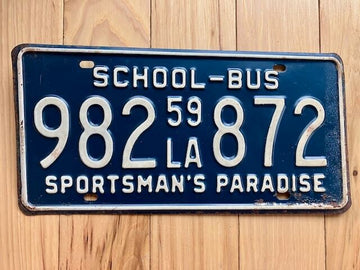 SCHOOL-BUS
982 59 LA 872
SPORTSMAN'S PARADISE